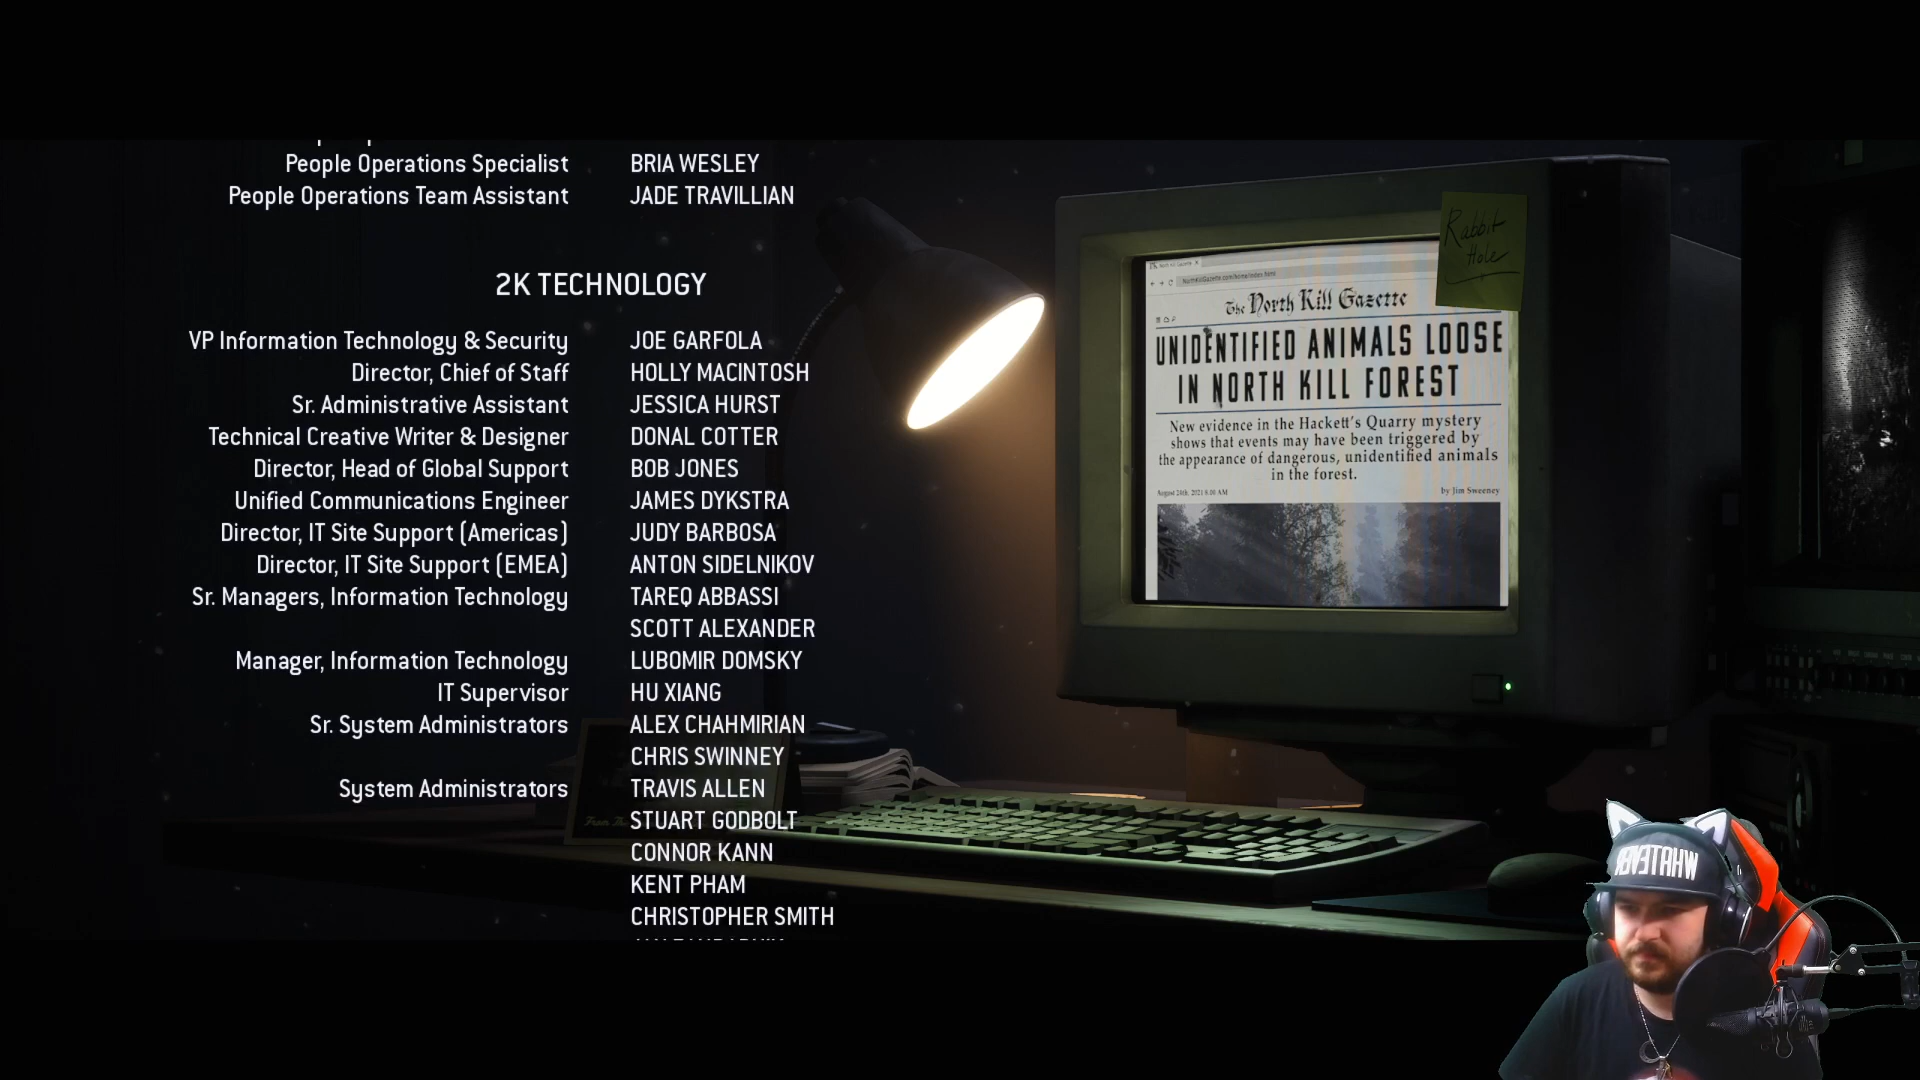 People Operations Specialist BRIA WESLEY
People Operations Team Assistant JADE TRAVILLIAN
2K TECHNOLOGY
VP Information Technology & Security JOE GARFOLA
Director, Chief of Staff HOLLY MACINTOSH
Sr. Administrative Assistant JESSICA HURST
Technical Creative Writer & Designer DONAL COTTER
Director, Head of Global Support BOB JONES
Unified Communications Engineer JAMES DYKSTRA
Director, IT Site Support (Americas) JUDY BARBOSA
Director, IT Site Support (EMEA) ANTON SIDELNIKOV
Sr. Managers, Information Technology TAREQ ABBASSI
SCOTT ALEXANDER
Manager, Information Technology LUBOMIR DOMSKY
IT Supervisor HU XIANG
Sr. System Administrators ALEX CHAHMIRIAN
CHRIS SWINNEY
System Administrators TRAVIS ALLEN
STUART GODBOLT
CONNOR KANN
KENT PHAM
CHRISTOPHER SMITH
From The
Rabbit
Hole
The North Kill Gazette
UNIDENTIFIED ANIMALS LOOSE
IN NORTH KILL FOREST
New evidence in the Hackett's Quarry mystery
shows that events may have been triggered by
the appearance of dangerous, unidentified animals
in the forest.
by Jim Sweeney
WHATEVER